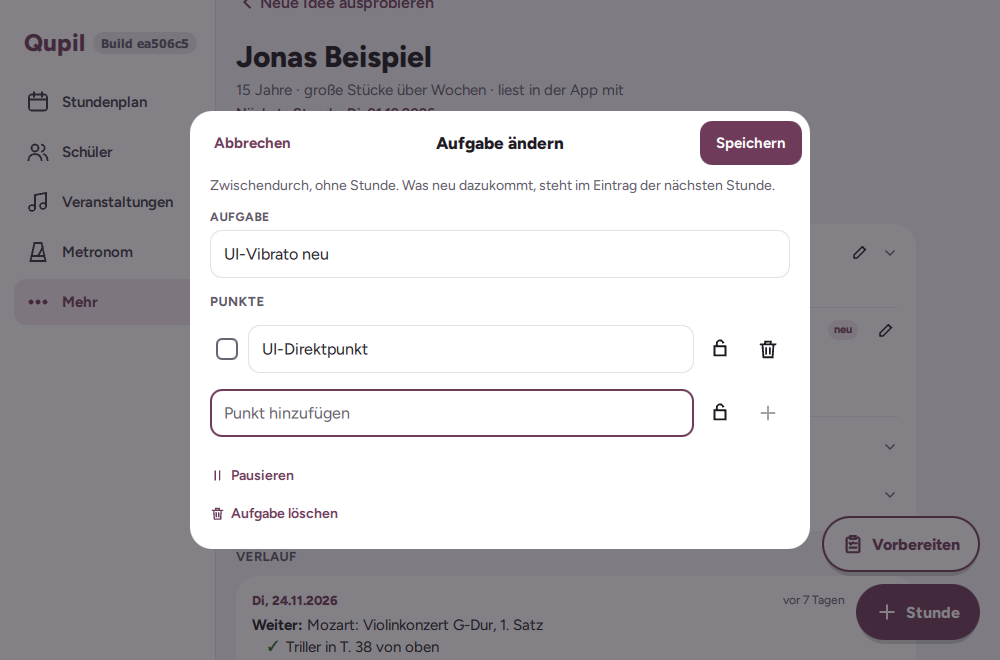 Qupil Build ea506c5
Stundenplan
Schüler
Veranstaltungen
Metronom
Mehr
Neue Idee ausprobieren
Jonas Beispiel
15 Jahre · große Stücke über Wochen · liest in der App mit
Abbrechen
Aufgabe ändern
Speichern
Zwischendurch, ohne Stunde. Was neu dazukommt, steht im Eintrag der nächsten Stunde.
AUFGABE
UI-Vibrato neu
PUNKTE
UI-Direktpunkt
Punkt hinzufügen
Pausieren
Aufgabe löschen
neu
Vorbereiten
VERLAUF
Di, 24.11.2026
vor 7 Tagen
Weiter: Mozart: Violinkonzert G-Dur, 1. Satz
✓ Triller in T. 38 von oben
+ Stunde